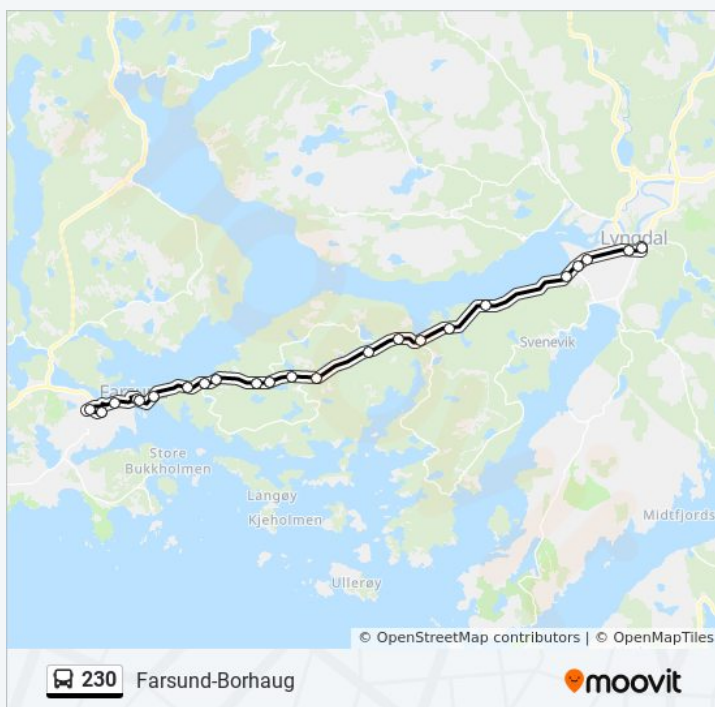 Lyngdal
Svenevik
Farsund
Store
Bukkholmen
Langøy
Kjeholmen
Midtfjords
Ullerøy
© OpenStreetMap contributors | © OpenMapTiles
230 Farsund-Borhaug
moovit